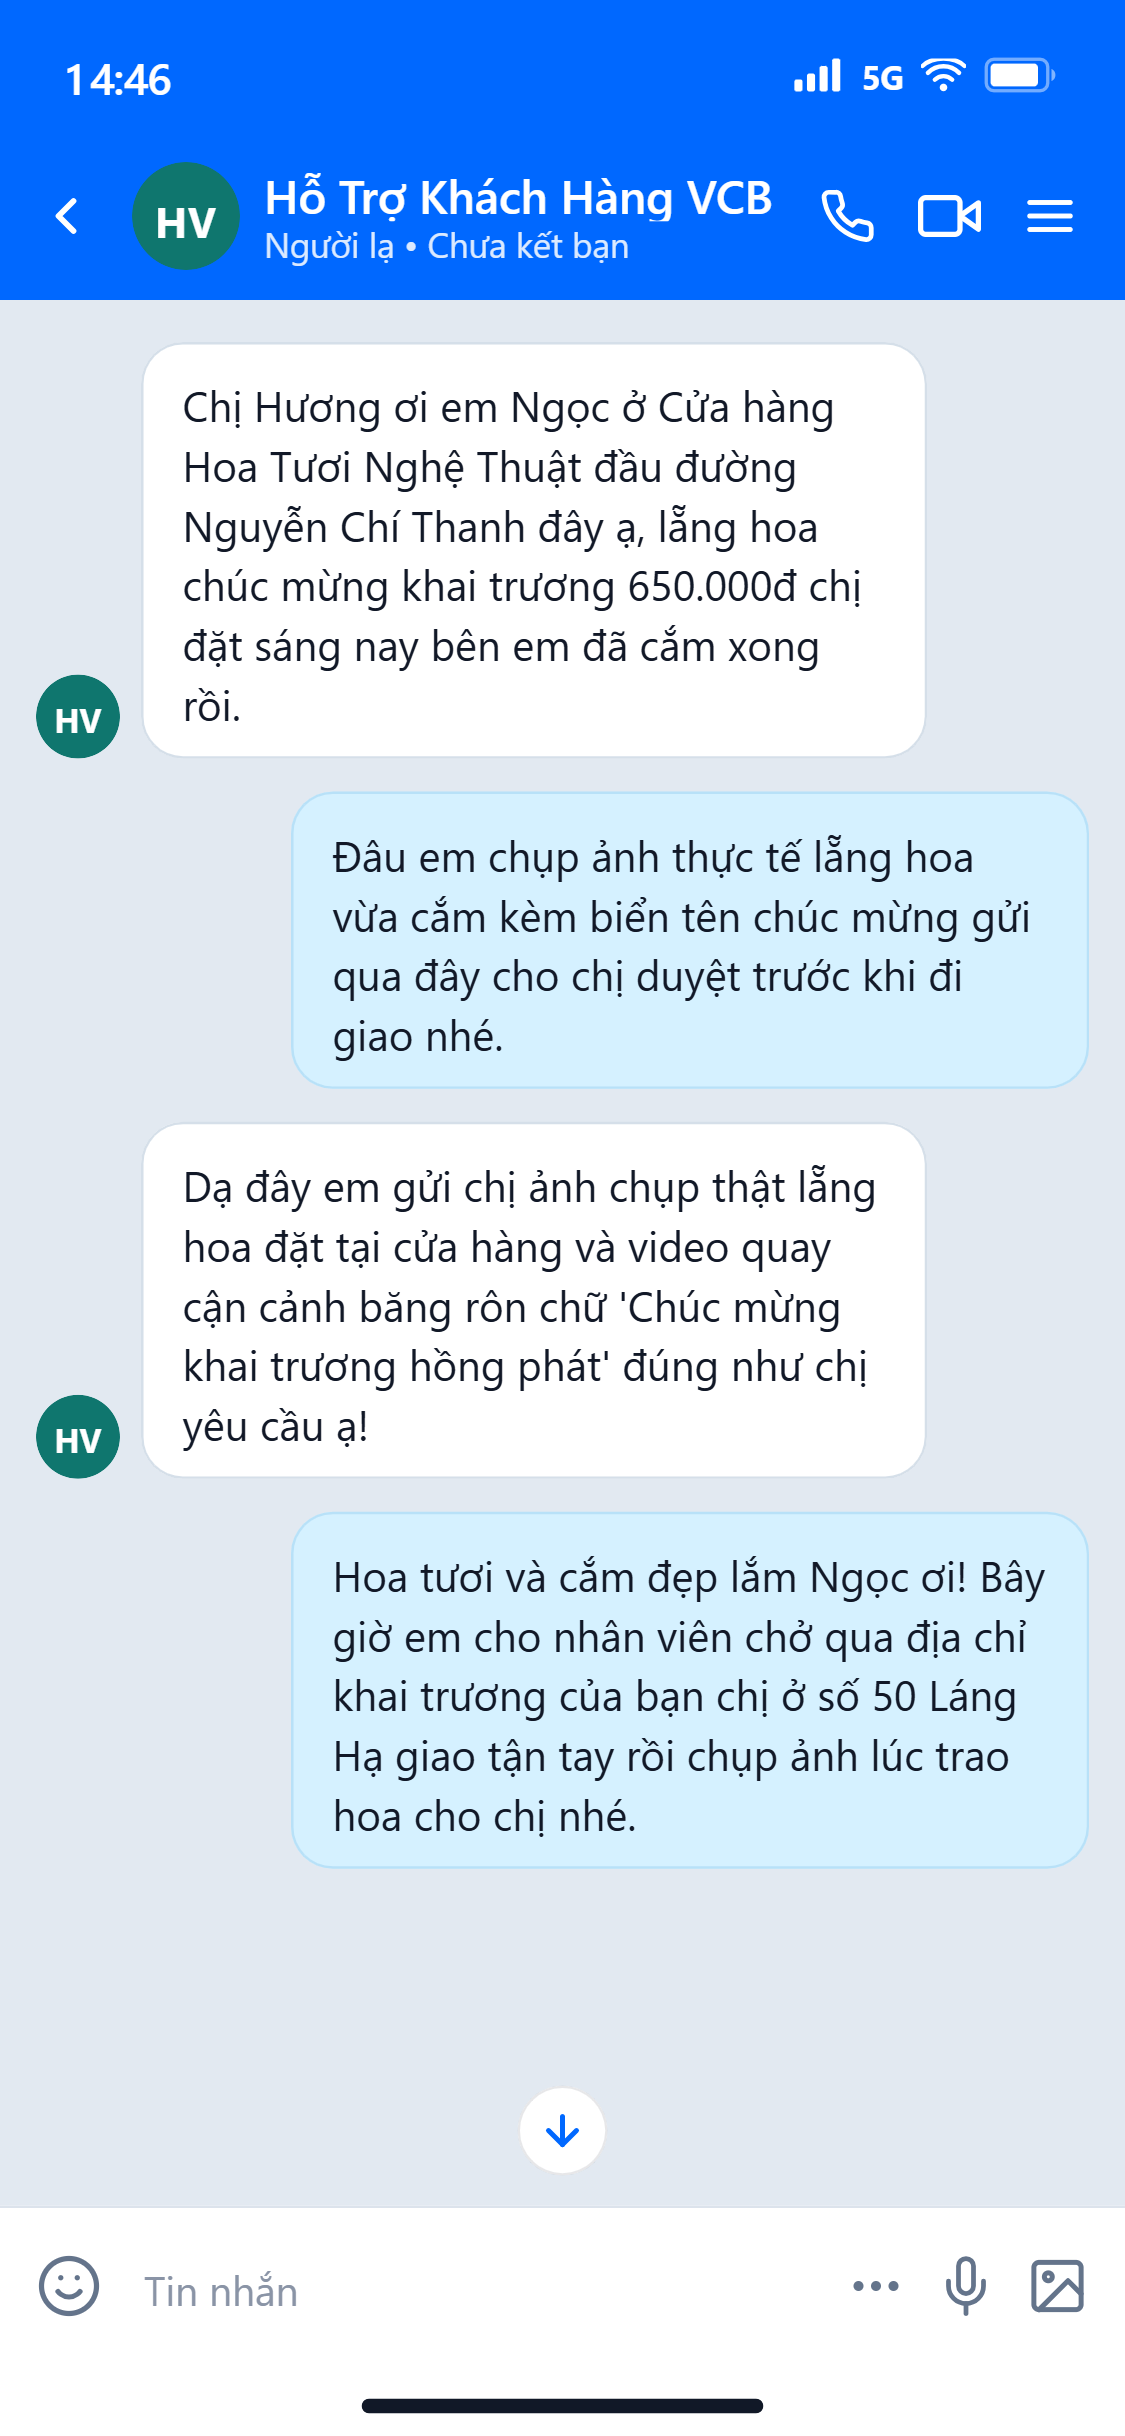 14:46
5G
HV
Hỗ Trợ Khách Hàng VCB
Người lạ • Chưa kết bạn
Chị Hương ơi em Ngọc ở Cửa hàng
Hoa Tươi Nghệ Thuật đầu đường
Nguyễn Chí Thanh đây ạ, lẵng hoa
chúc mừng khai trương 650.000đ chị
đặt sáng nay bên em đã cắm xong
rồi.
HV
Đâu em chụp ảnh thực tế lẵng hoa
vừa cắm kèm biển tên chúc mừng gửi
qua đây cho chị duyệt trước khi đi
giao nhé.
Dạ đây em gửi chị ảnh chụp thật lẵng
hoa đặt tại cửa hàng và video quay
cận cảnh băng rôn chữ 'Chúc mừng
khai trương hồng phát' đúng như chị
yêu cầu ạ!
HV
Hoa tươi và cắm đẹp lắm Ngọc ơi! Bây
giờ em cho nhân viên chở qua địa chỉ
khai trương của bạn chị ở số 50 Láng
Hạ giao tận tay rồi chụp ảnh lúc trao
hoa cho chị nhé.
Tin nhắn